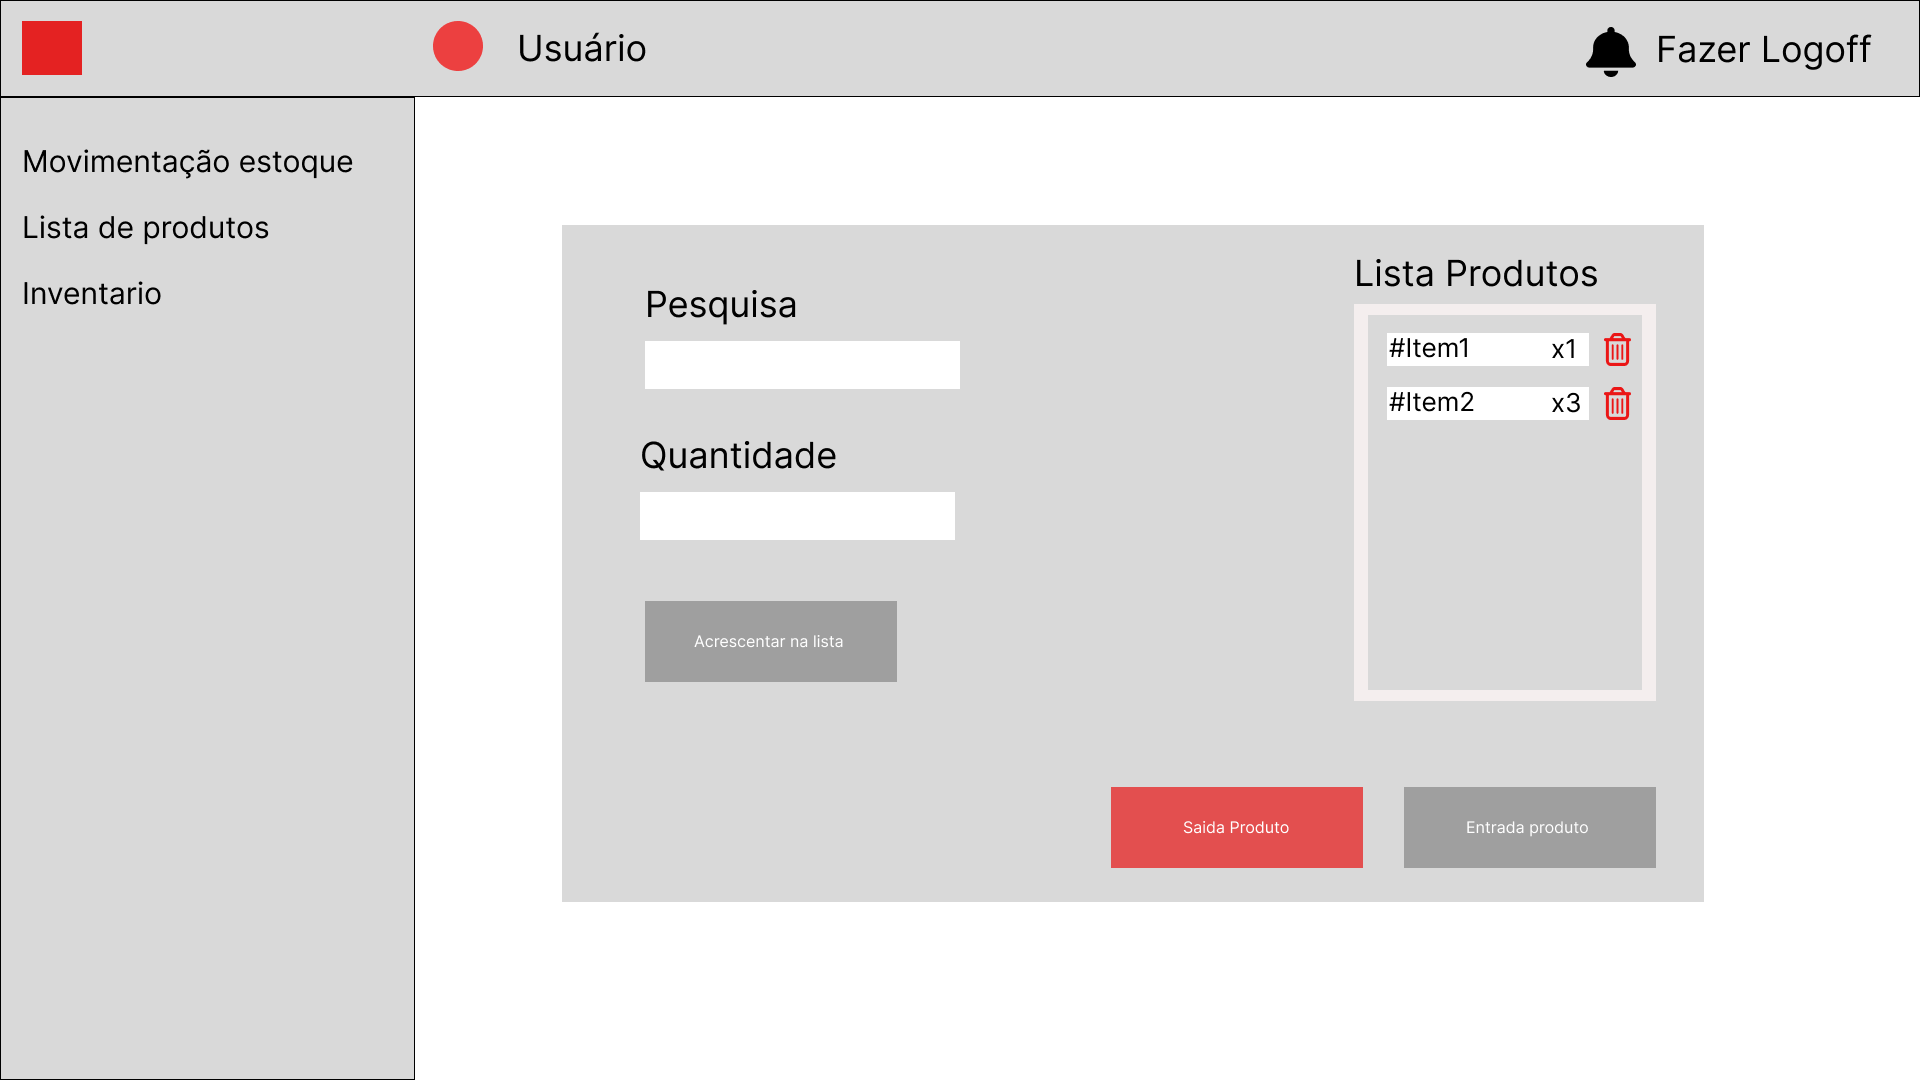 Usuário
Fazer Logoff
Movimentação estoque
Lista de produtos
Inventario
Pesquisa
Quantidade
Acrescentar na lista
Lista Produtos
#Item1 x1
#Item2 x3
Saida Produto
Entrada produto